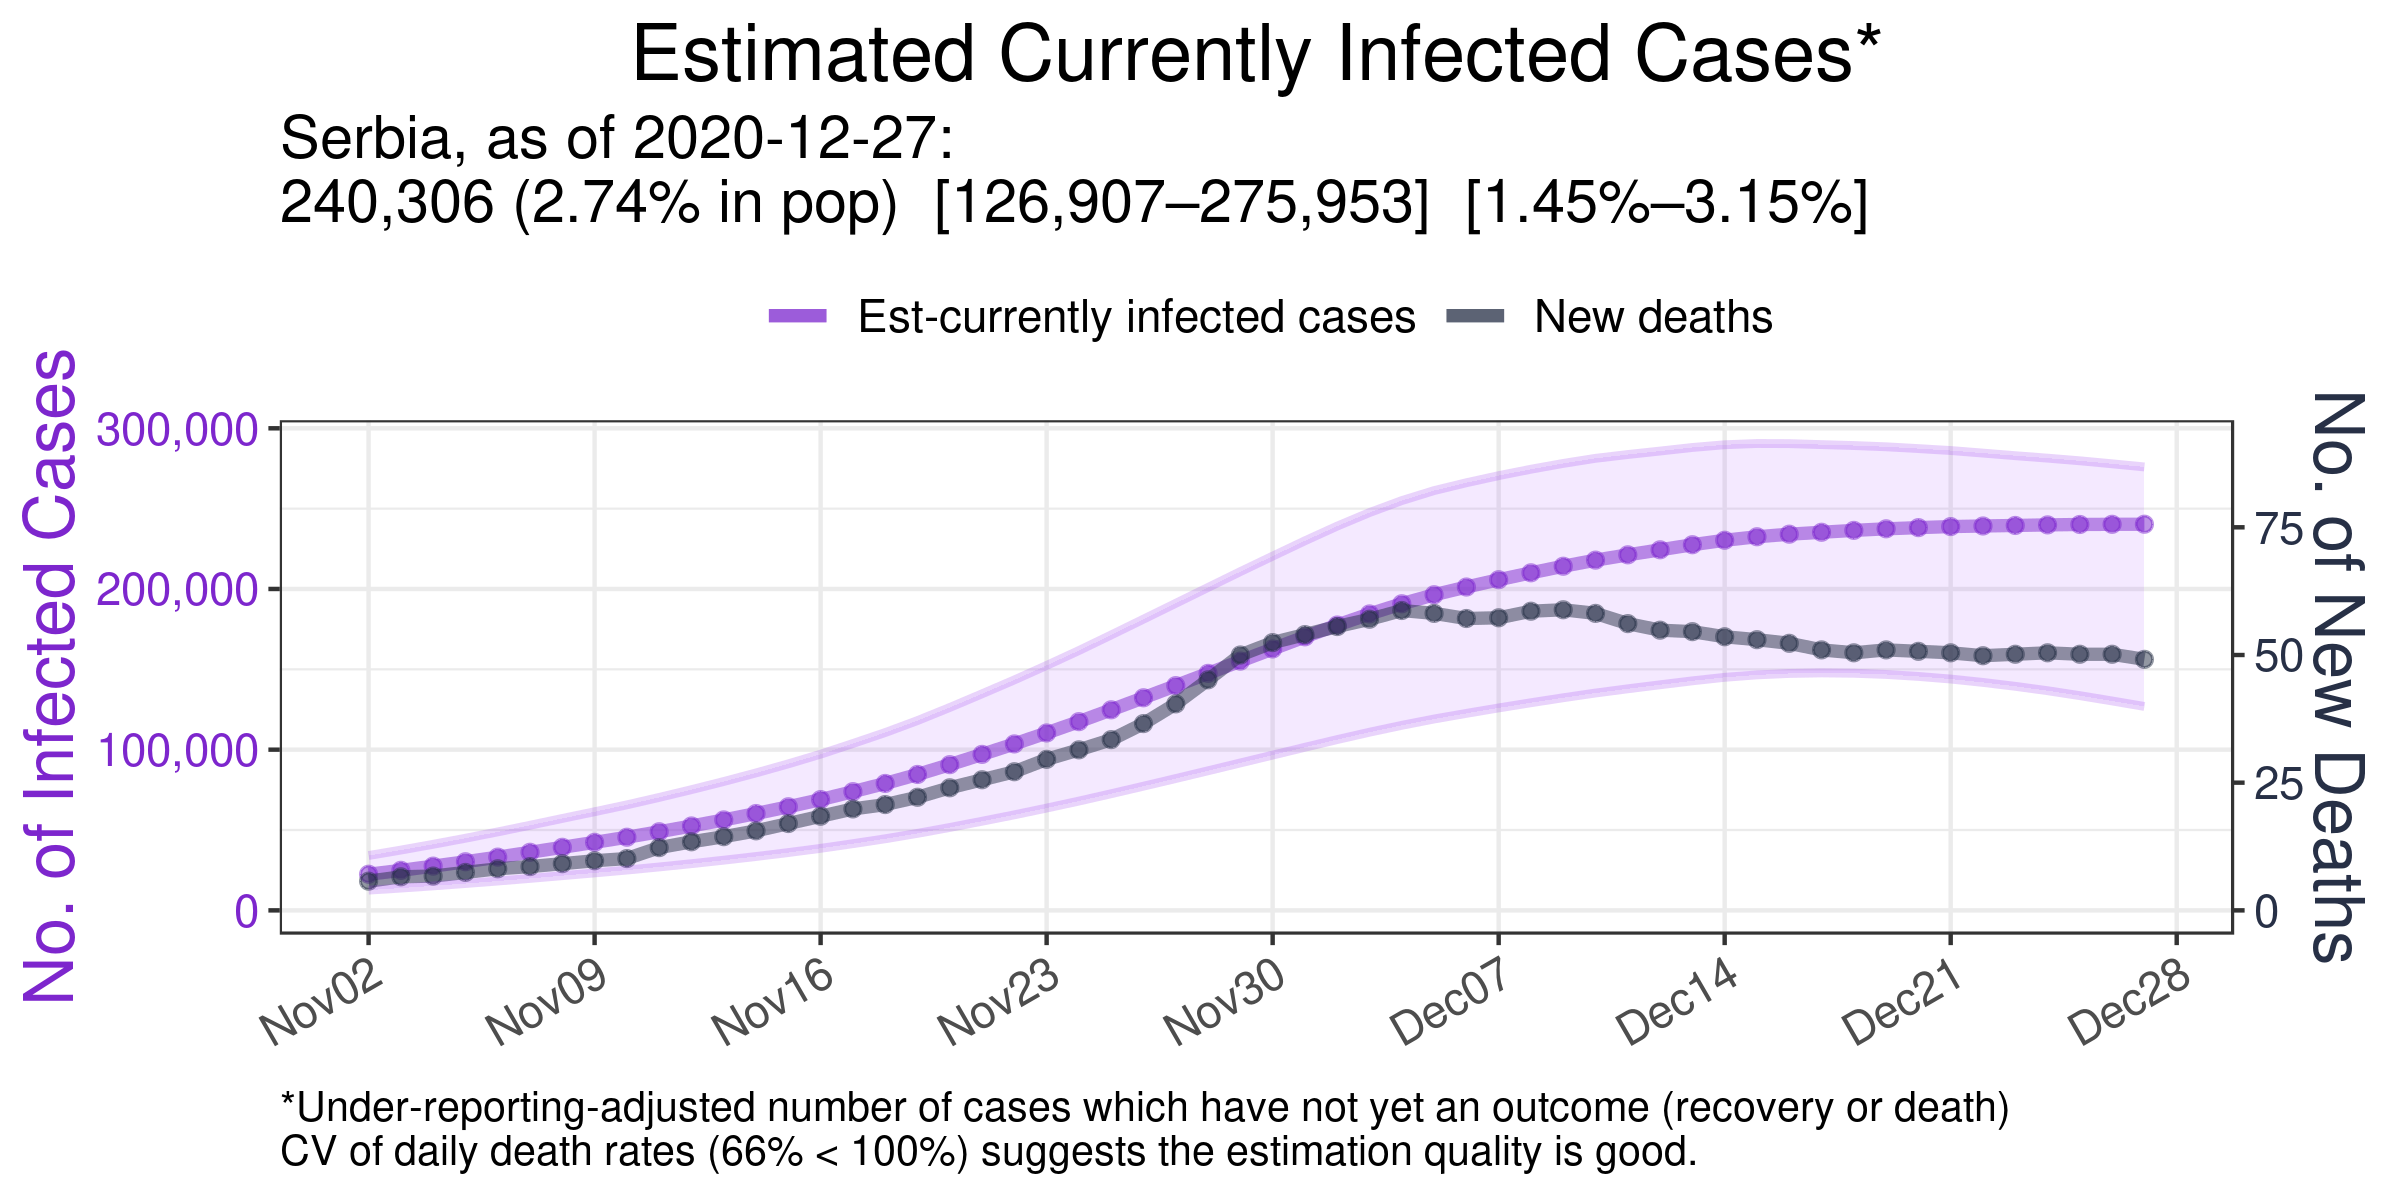 Estimated Currently Infected Cases*
Serbia, as of 2020-12-27:
240,306 (2.74% in pop)  [126,907–275,953]  [1.45%–3.15%]
Est-currently infected cases
New deaths
No. of Infected Cases
300,000
200,000
100,000
0
No. of New Deaths
75
50
25
0
Nov02
Nov09
Nov16
Nov23
Nov30
Dec07
Dec14
Dec21
Dec28
*Under-reporting-adjusted number of cases which have not yet an outcome (recovery or death)
CV of daily death rates (66% < 100%) suggests the estimation quality is good.